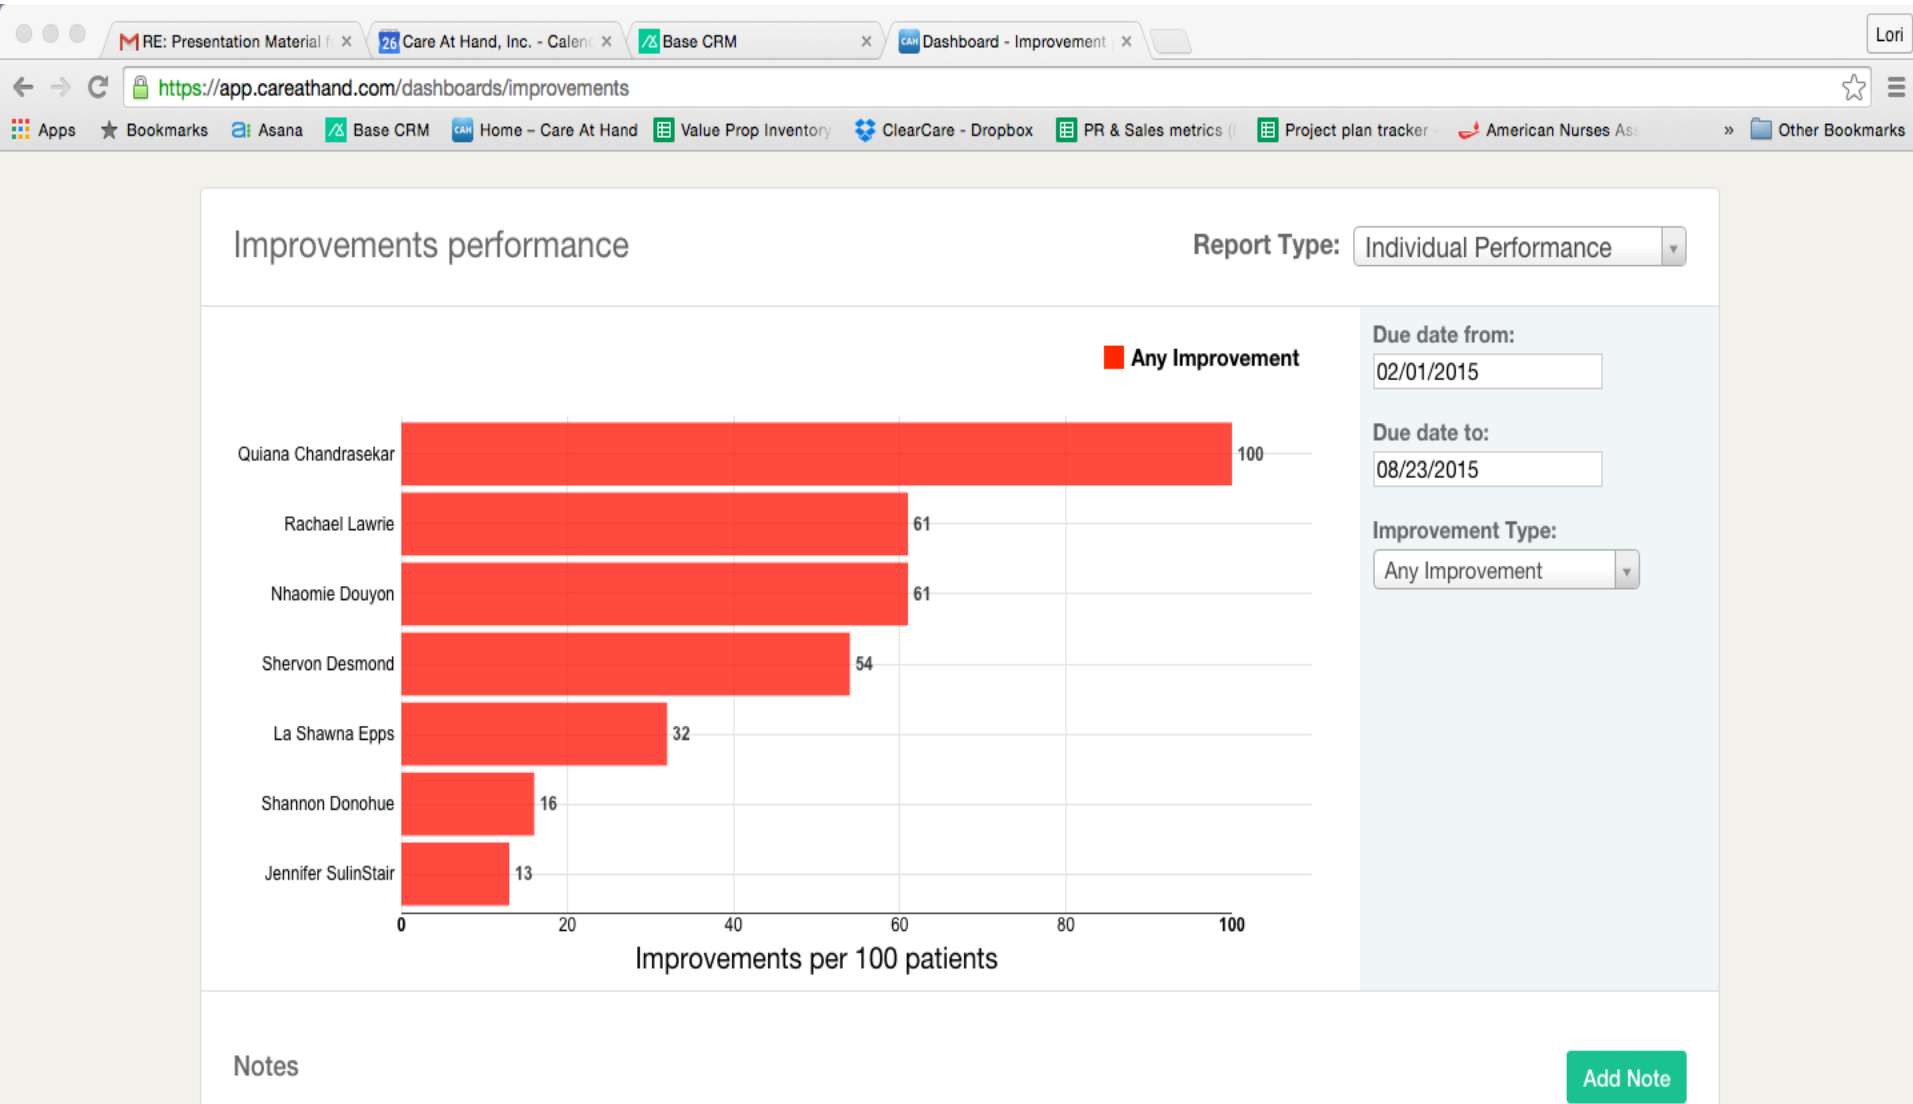 RE: Presentation Material f
26 Care At Hand, Inc. - Calen
Base CRM
CAH Dashboard - Improvement
Lori
https://app.careathand.com/dashboards/improvements
Apps Bookmarks Asana Base CRM CAH Home – Care At Hand Value Prop Inventory ClearCare - Dropbox PR & Sales metrics ( Project plan tracker - American Nurses Ass » Other Bookmarks
Improvements performance
Report Type: Individual Performance
Any Improvement
Quiana Chandrasekar 100
Rachael Lawrie 61
Nhaomie Douyon 61
Shervon Desmond 54
La Shawna Epps 32
Shannon Donohue 16
Jennifer SulinStair 13
0 20 40 60 80 100
Improvements per 100 patients
Due date from:
02/01/2015
Due date to:
08/23/2015
Improvement Type:
Any Improvement
Notes
Add Note